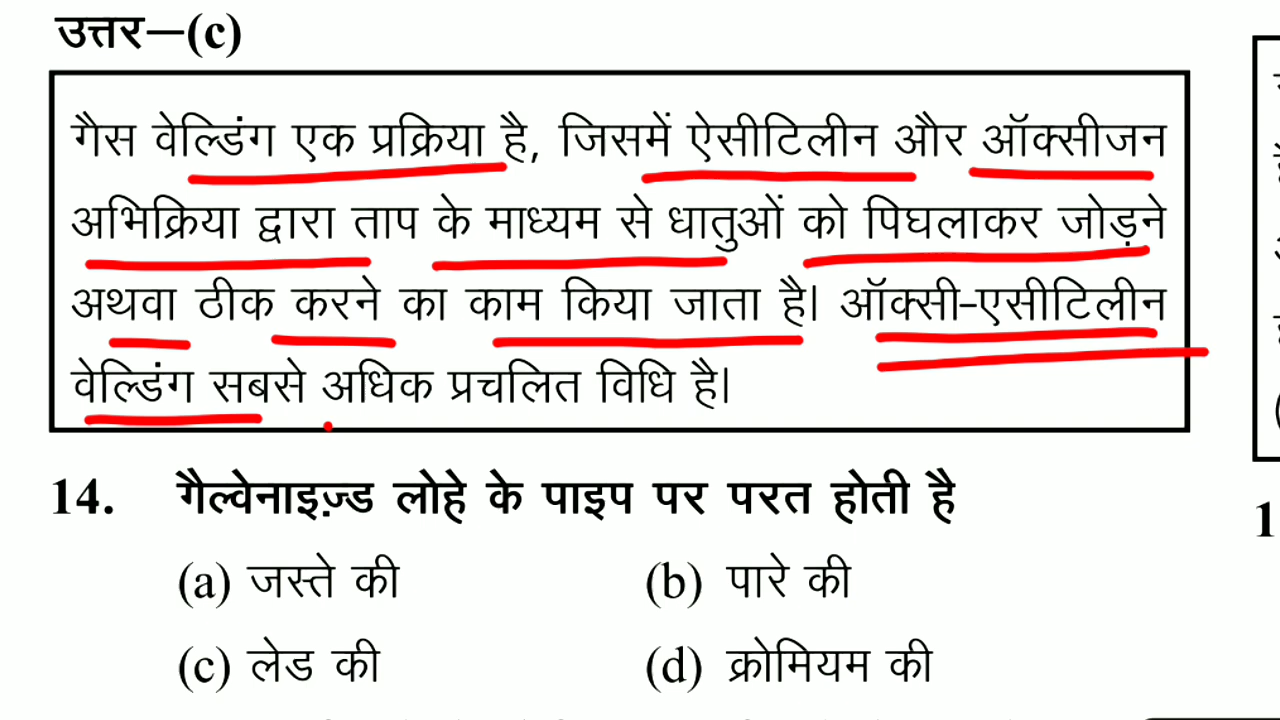 उत्तर–(c)
गैस वेल्डिंग एक प्रक्रिया है, जिसमें ऐसीटिलीन और ऑक्सीजन
अभिक्रिया द्वारा ताप के माध्यम से धातुओं को पिघलाकर जोड़ने
अथवा ठीक करने का काम किया जाता है। ऑक्सी-एसीटिलीन
वेल्डिंग सबसे अधिक प्रचलित विधि है।
14. गैल्वेनाइज़्ड लोहे के पाइप पर परत होती है
(a) जस्ते की (b) पारे की
(c) लेड की (d) क्रोमियम की